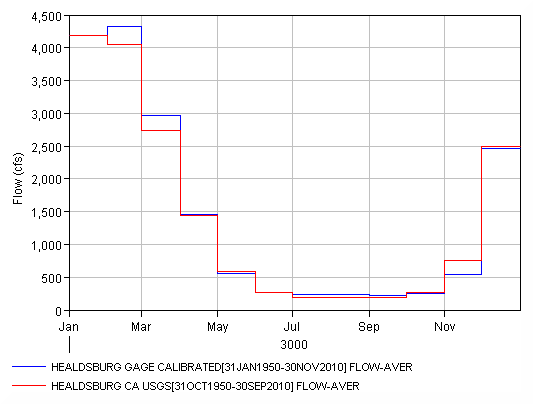 4,500
4,000
3,500
3,000
2,500
2,000
1,500
1,000
500
0
Flow (cfs)
Jan Mar May Jul Sep Nov
3000
HEALDSBURG GAGE CALIBRATED[31JAN1950-30NOV2010] FLOW-AVER
HEALDSBURG CA USGS[31OCT1950-30SEP2010] FLOW-AVER